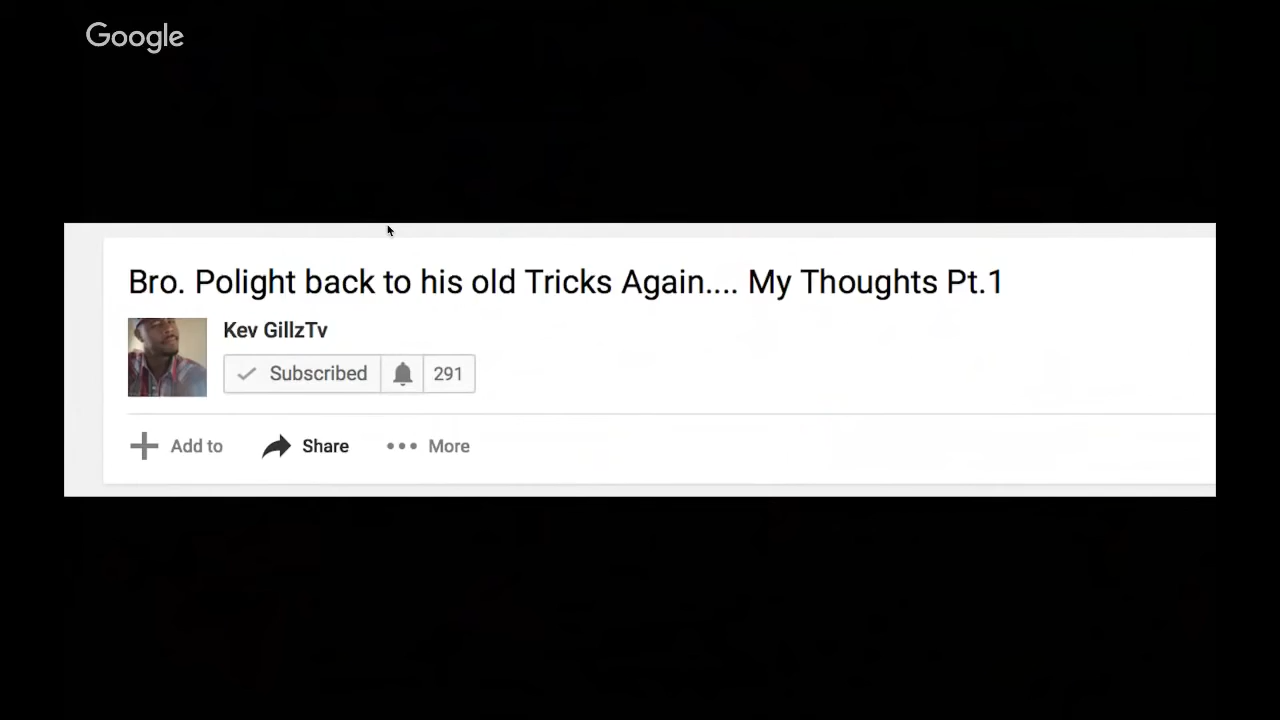 Google
Bro. Polight back to his old Tricks Again.... My Thoughts Pt.1
Kev GillzTv
Subscribed 291
Add to Share More